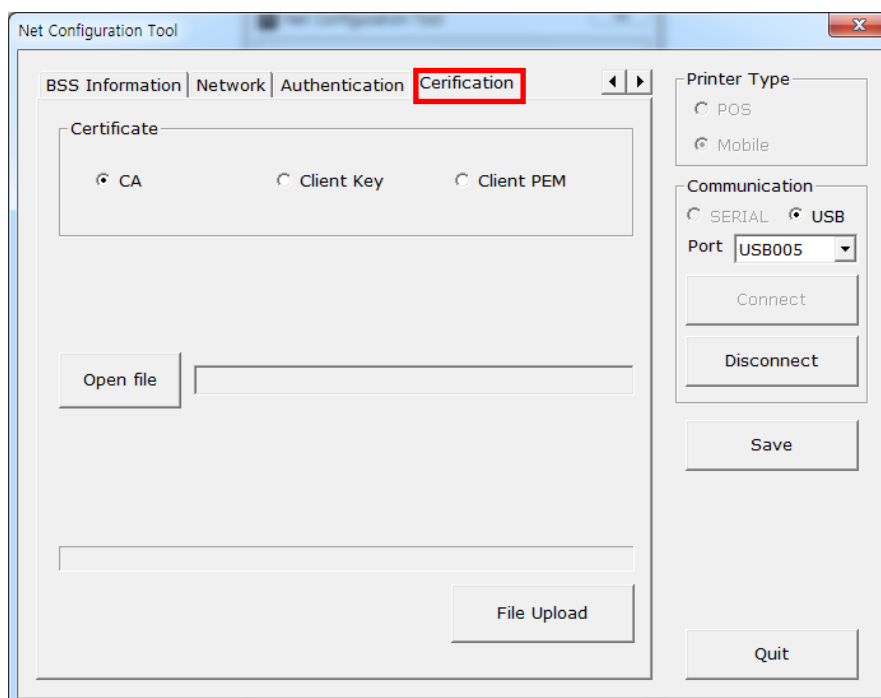 Net Configuration Tool
BSS Information Network Authentication Cerification
Certificate
CA Client Key Client PEM
Open file
File Upload
Printer Type
POS
Mobile
Communication
SERIAL USB
Port USB005
Connect
Disconnect
Save
Quit